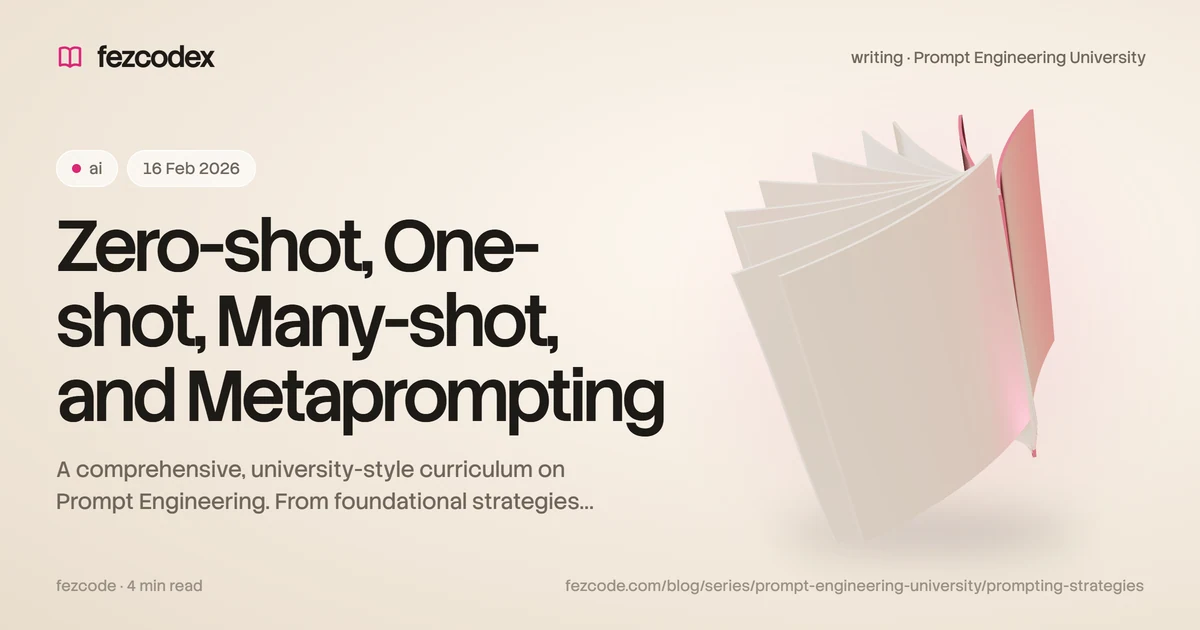 fezcodex
writing · Prompt Engineering University
ai
16 Feb 2026
Zero-shot, One-
shot, Many-shot,
and Metaprompting
A comprehensive, university-style curriculum on
Prompt Engineering. From foundational strategies...
fezcode · 4 min read
fezcode.com/blog/series/prompt-engineering-university/prompting-strategies